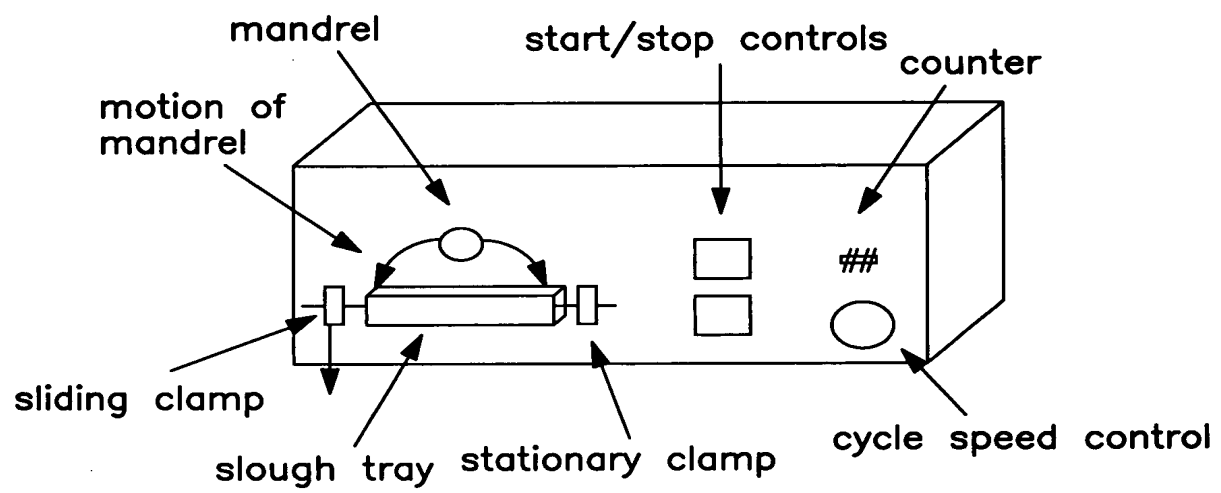 mandrel
start/stop controls
counter
motion of
mandrel
##
sliding clamp
slough tray
stationary clamp
cycle speed control